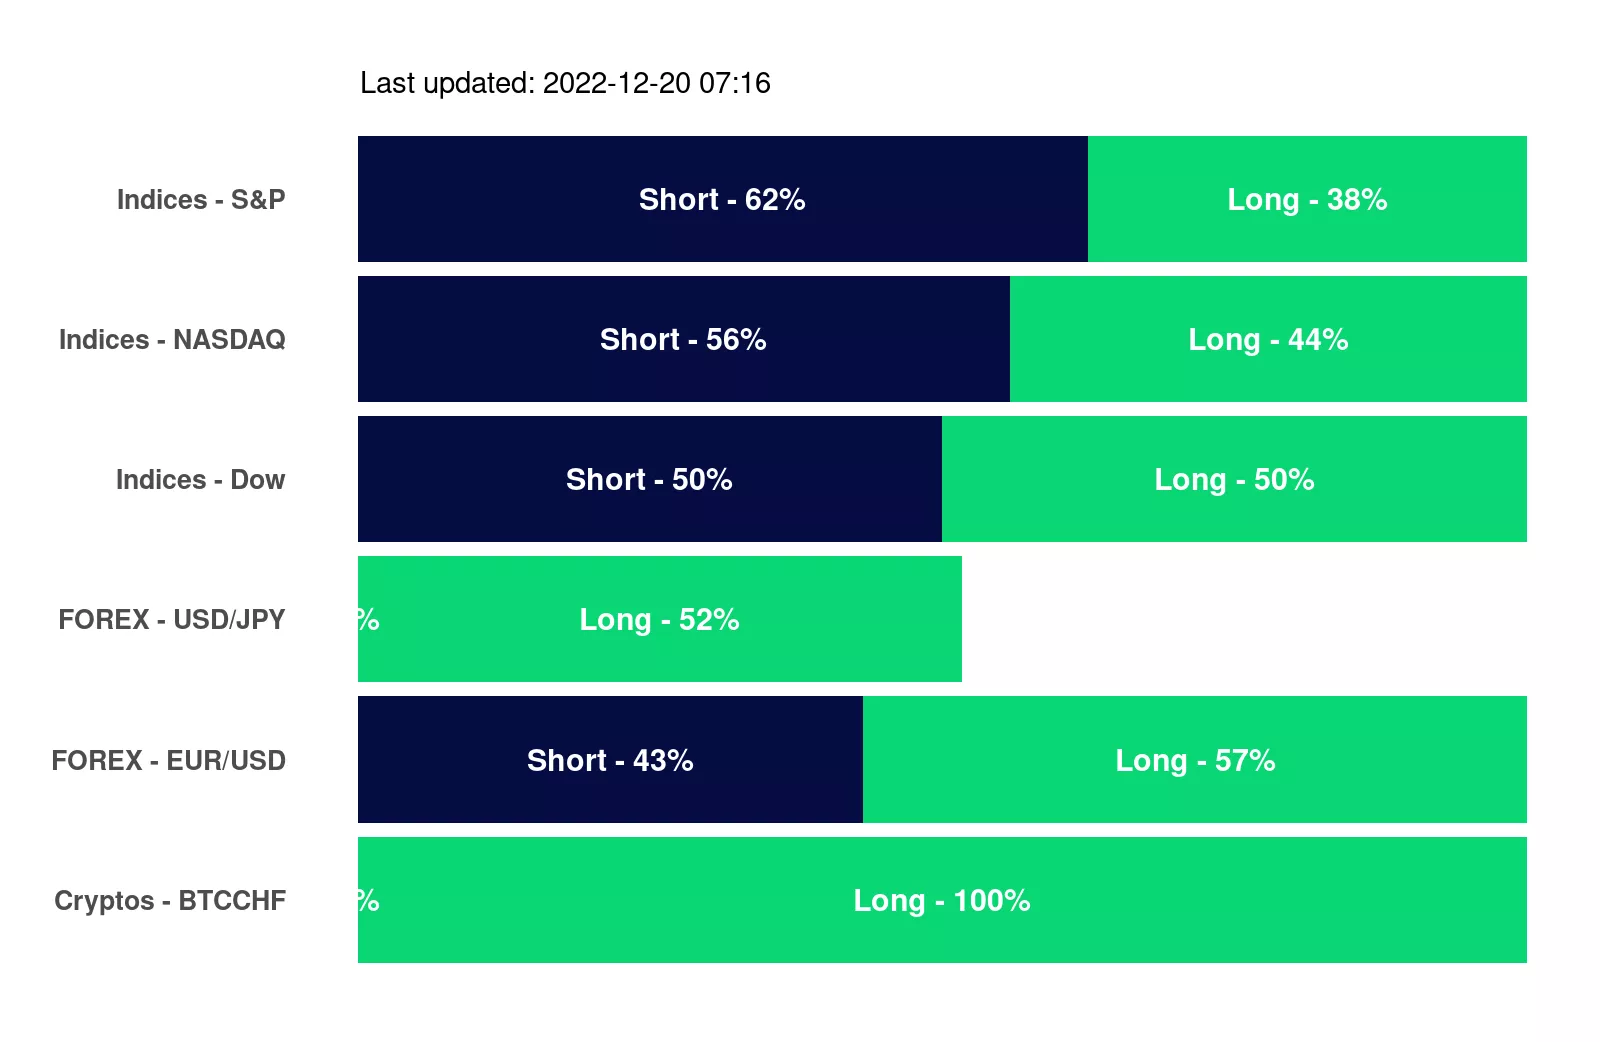 Last updated: 2022-12-20 07:16
Indices - S&P Short - 62% Long - 38%
Indices - NASDAQ Short - 56% Long - 44%
Indices - Dow Short - 50% Long - 50%
FOREX - USD/JPY % Long - 52%
FOREX - EUR/USD Short - 43% Long - 57%
Cryptos - BTCCHF % Long - 100%